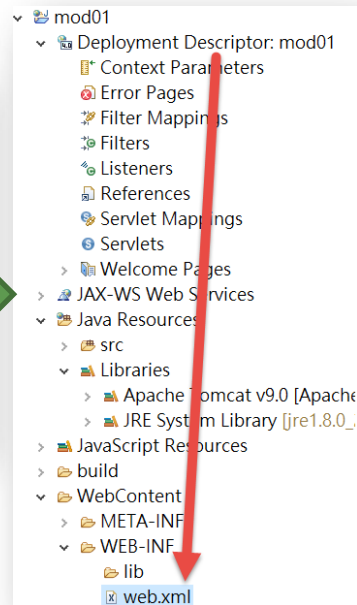 mod01
Deployment Descriptor: mod01
Context Parameters
Error Pages
Filter Mappings
Filters
Listeners
References
Servlet Mappings
Servlets
Welcome Pages
JAX-WS Web Services
Java Resources
src
Libraries
Apache Tomcat v9.0 [Apache
JRE System Library [jre1.8.0_
JavaScript Resources
build
WebContent
META-INF
WEB-INF
lib
web.xml